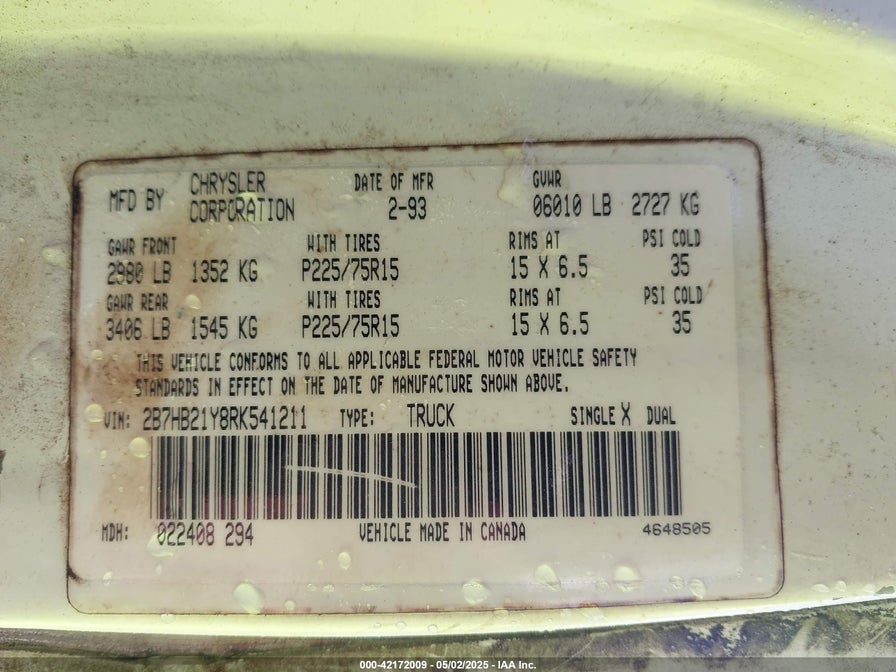 MFD BY CHRYSLER CORPORATION DATE OF MFR 2-93 GVWR 06010 LB 2727 KG
GAWR FRONT WITH TIRES RIMS AT PSI COLD
2980 LB 1352 KG P225/75R15 15 X 6.5 35
GAWR REAR WITH TIRES RIMS AT PSI COLD
3406 LB 1545 KG P225/75R15 15 X 6.5 35
THIS VEHICLE CONFORMS TO ALL APPLICABLE FEDERAL MOTOR VEHICLE SAFETY
STANDARDS IN EFFECT ON THE DATE OF MANUFACTURE SHOWN ABOVE.
VIN: 2B7HB21Y8RK541211 TYPE: TRUCK SINGLE X DUAL
MDH: 022408 294 VEHICLE MADE IN CANADA 4648505
000-42172009 - 05/02/2025 - IAA Inc.